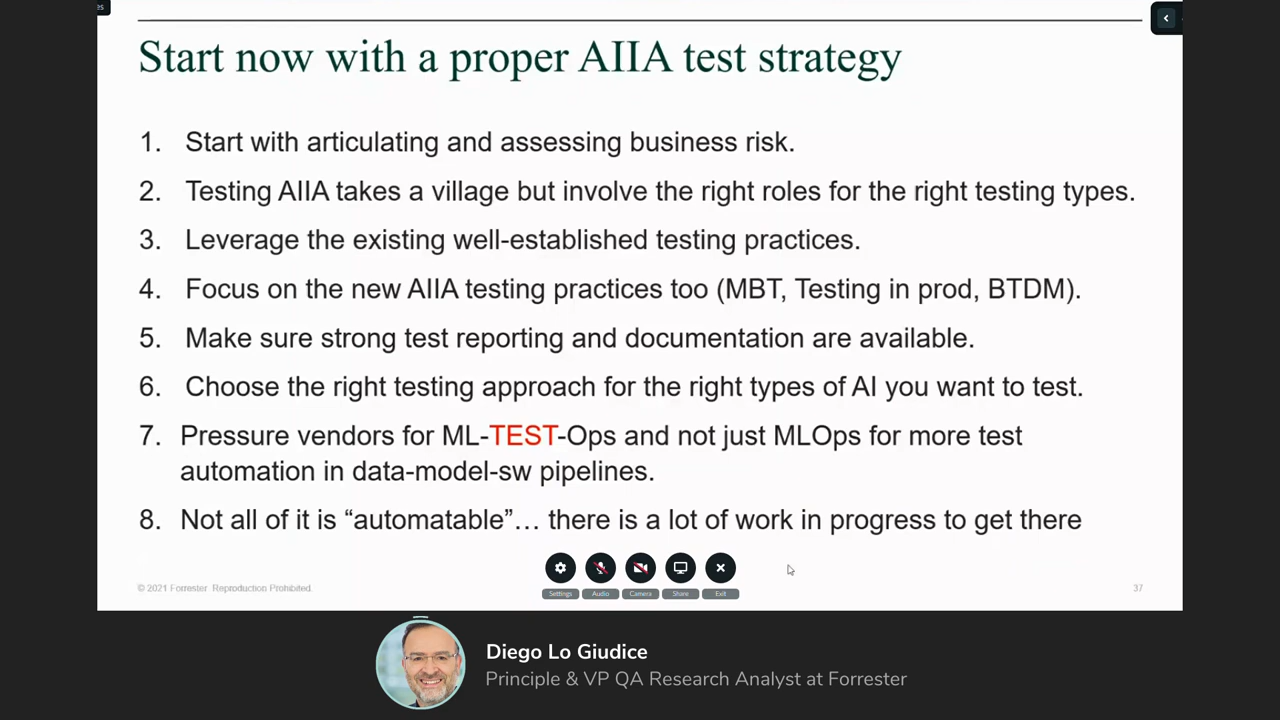 es
Start now with a proper AIIA test strategy
1. Start with articulating and assessing business risk.
2. Testing AIIA takes a village but involve the right roles for the right testing types.
3. Leverage the existing well-established testing practices.
4. Focus on the new AIIA testing practices too (MBT, Testing in prod, BTDM).
5. Make sure strong test reporting and documentation are available.
6. Choose the right testing approach for the right types of AI you want to test.
7. Pressure vendors for ML-TEST-Ops and not just MLOps for more test
automation in data-model-sw pipelines.
8. Not all of it is “automatable”… there is a lot of work in progress to get there
Settings Audio Camera Share Exit
© 2021 Forrester. Reproduction Prohibited.
37
Diego Lo Giudice
Principle & VP QA Research Analyst at Forrester